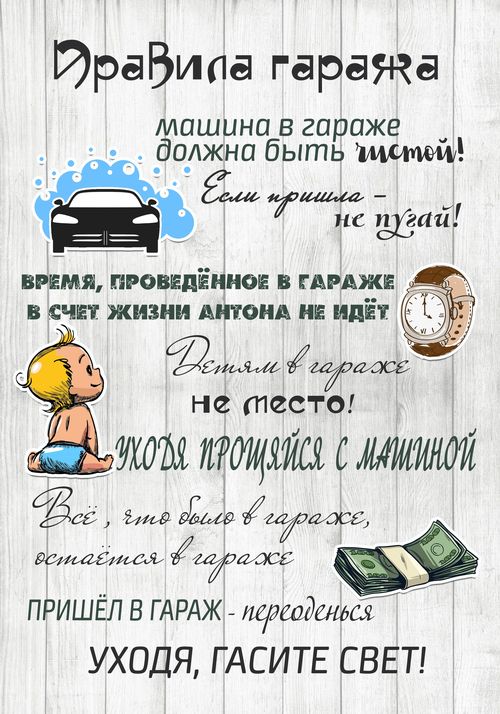 Правила гаража
машина в гараже
должна быть чистой!
Если пришла –
не пугай!
ВРЕМЯ, ПРОВЕДЁННОЕ В ГАРАЖЕ
В СЧЕТ ЖИЗНИ АНТОНА НЕ ИДЁТ
Детям в гараже
не место!
УХОДЯ ПРОЩАЙСЯ С МАШИНОЙ
Всё, что было в гараже,
остаётся в гараже
ПРИШЁЛ В ГАРАЖ - переоденься
УХОДЯ, ГАСИТЕ СВЕТ!